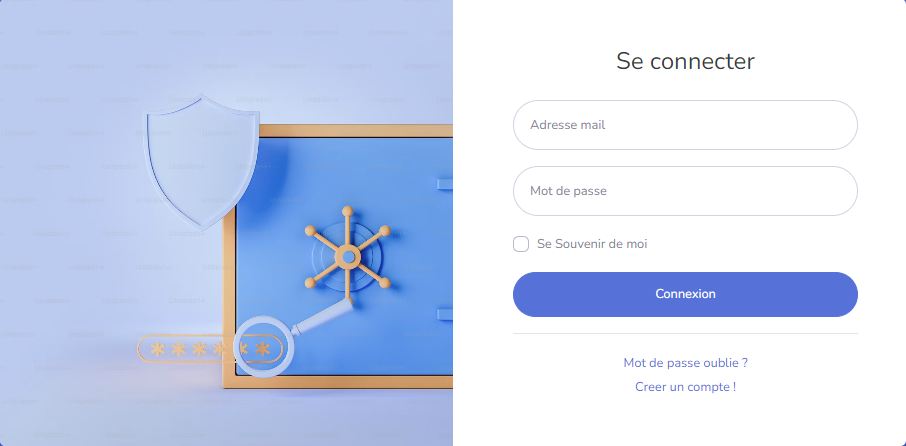 Se connecter
Adresse mail
Mot de passe
Se Souvenir de moi
Connexion
Mot de passe oublie ?
Creer un compte !